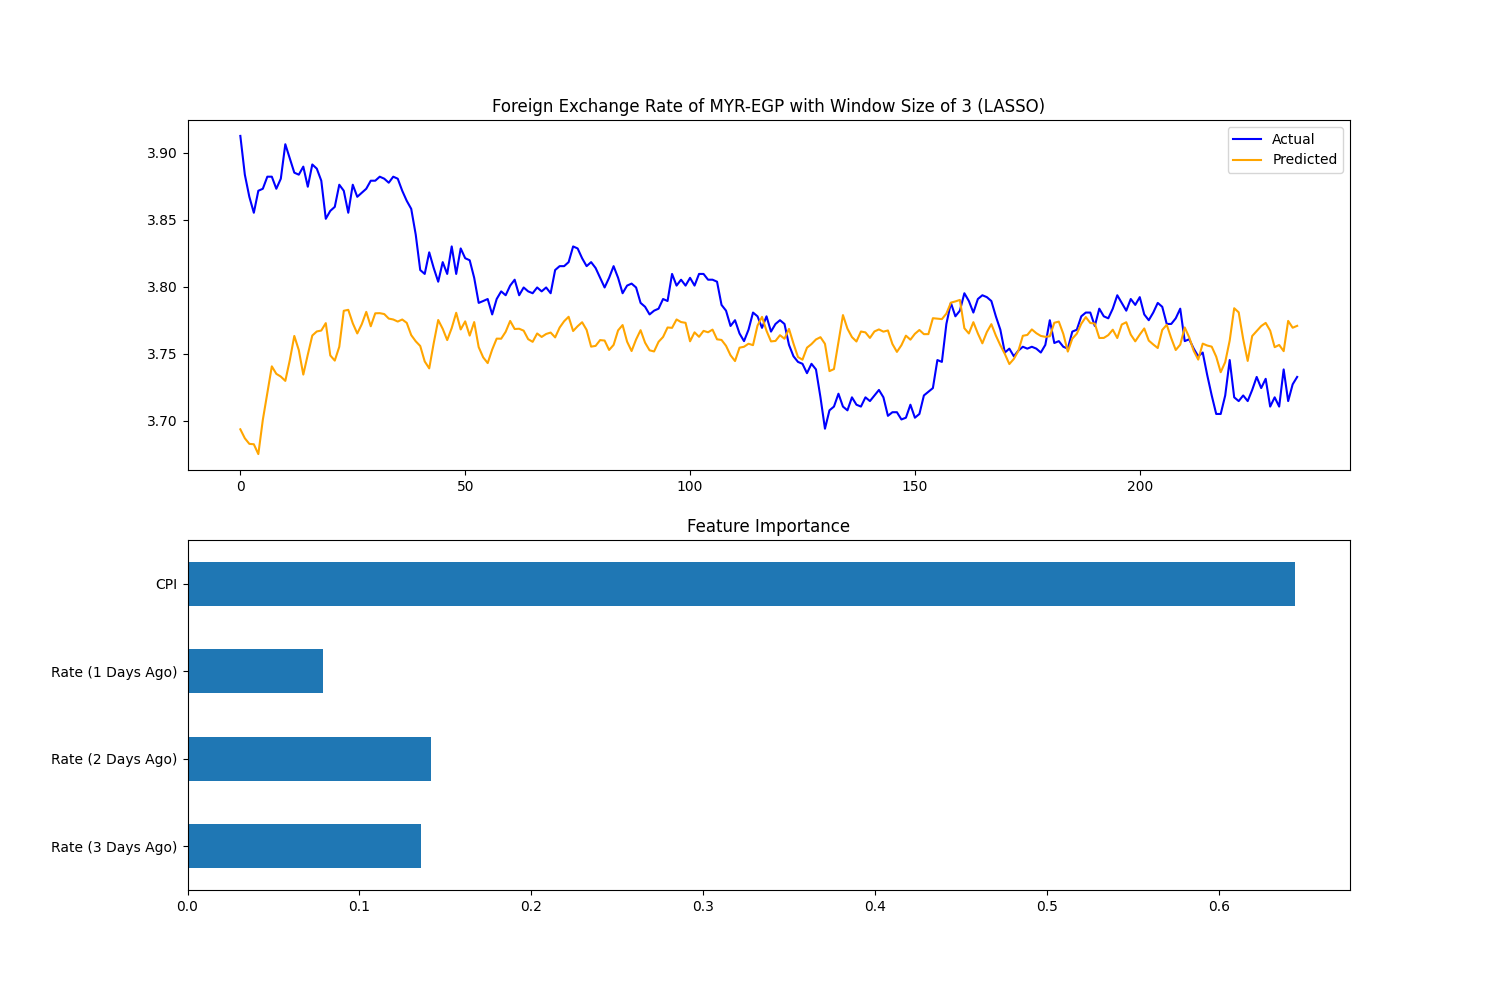 Foreign Exchange Rate of MYR-EGP with Window Size of 3 (LASSO)
Actual
Predicted
3.90
3.85
3.80
3.75
3.70
0 50 100 150 200
Feature Importance
CPI
Rate (1 Days Ago)
Rate (2 Days Ago)
Rate (3 Days Ago)
0.0 0.1 0.2 0.3 0.4 0.5 0.6